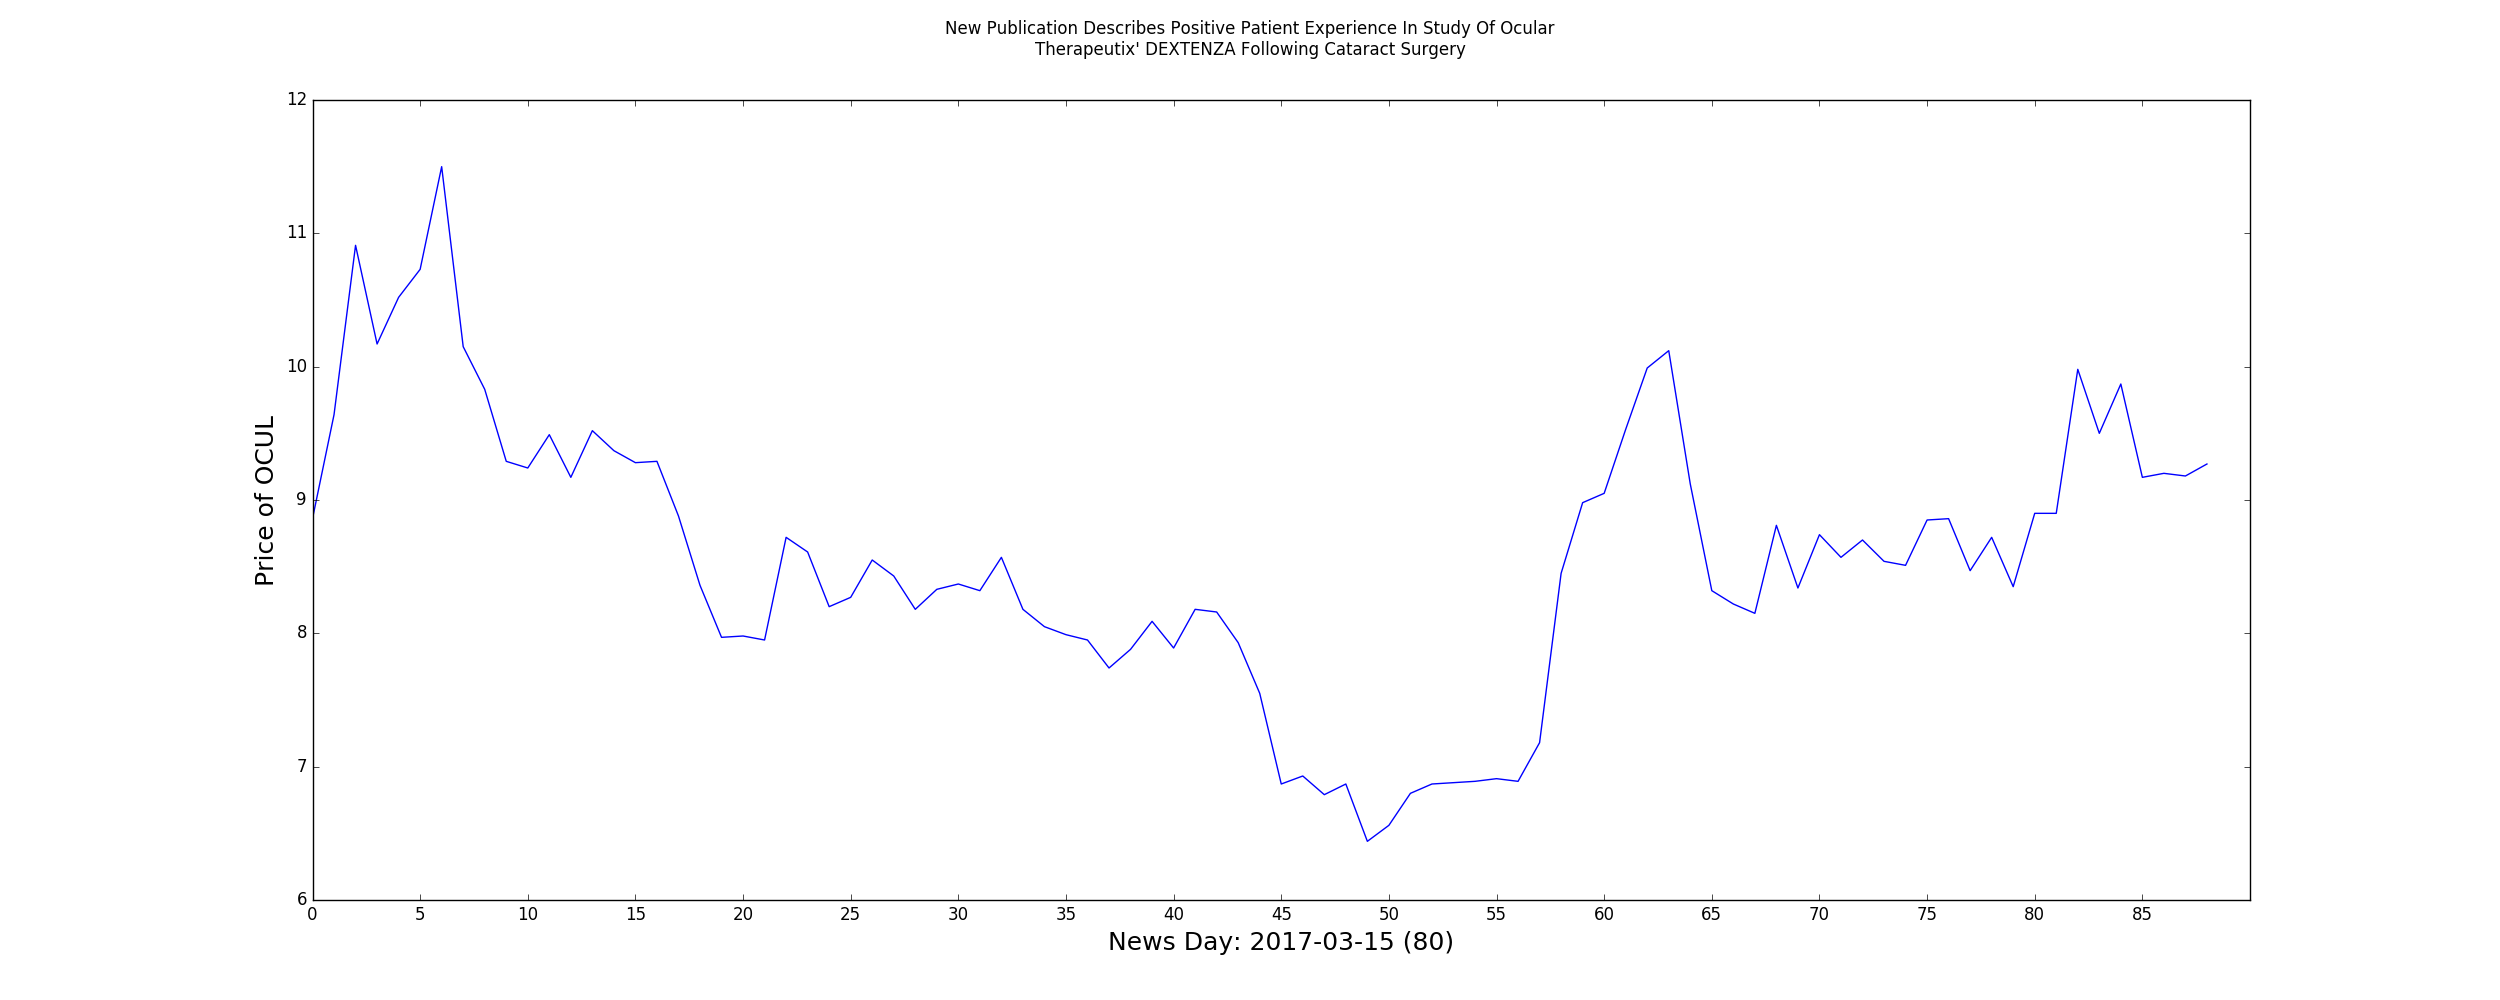 New Publication Describes Positive Patient Experience In Study Of Ocular
Therapeutix' DEXTENZA Following Cataract Surgery
12
11
10
9
8
7
6
Price of OCUL
0 5 10 15 20 25 30 35 40 45 50 55 60 65 70 75 80 85
News Day: 2017-03-15 (80)